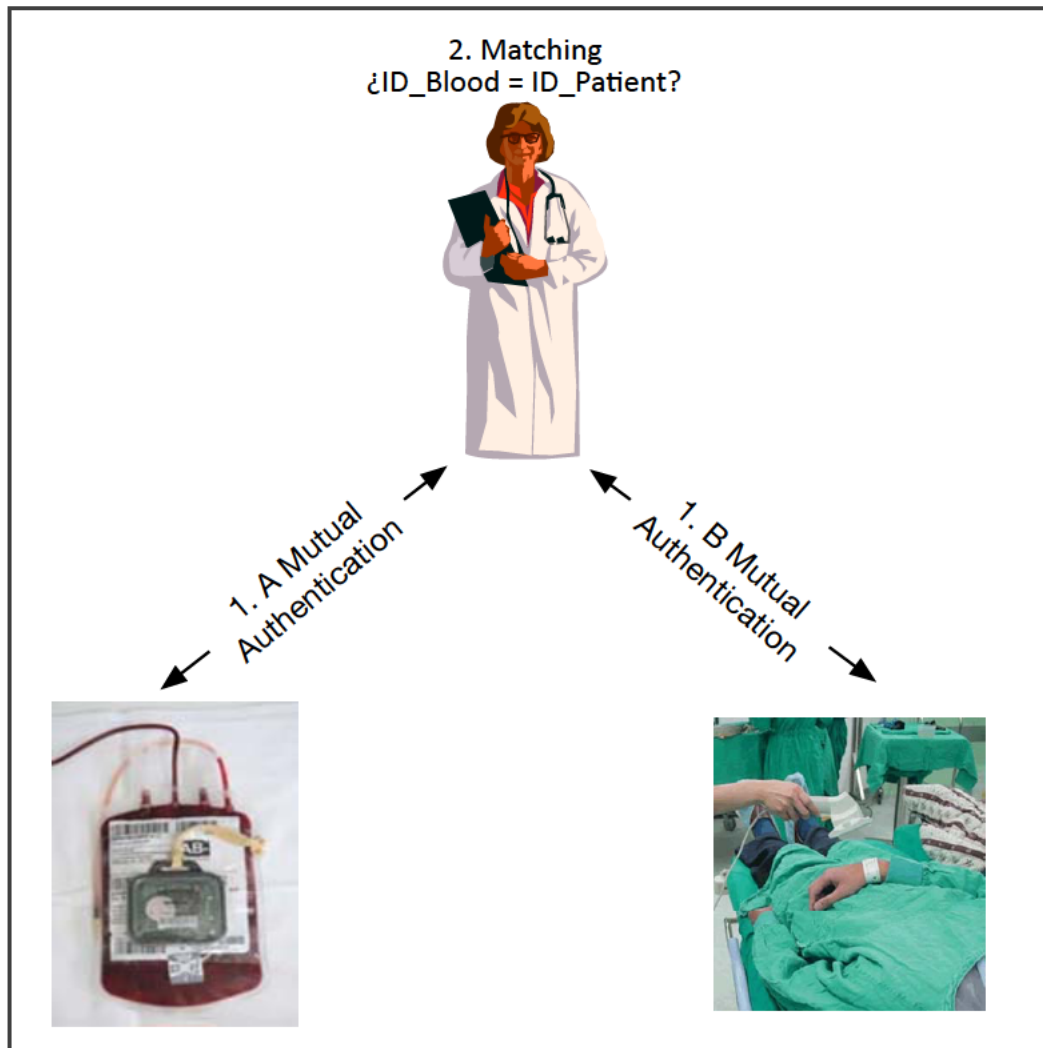 2. Matching
¿ID_Blood = ID_Patient?
1. A Mutual
Authentication
1. B Mutual
Authentication
AB-